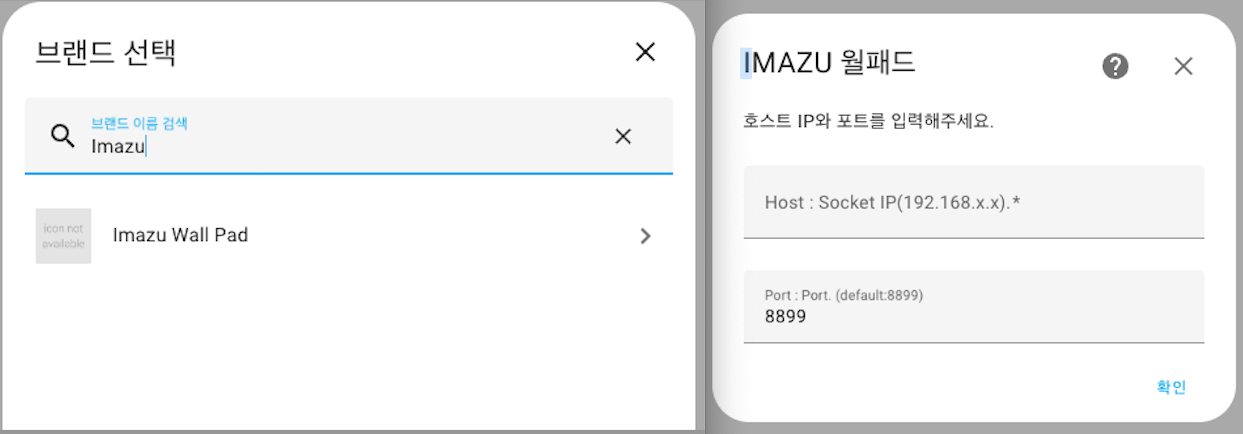 브랜드 선택
브랜드 이름 검색
Imazu
icon not
available
Imazu Wall Pad
IMAZU 월패드
호스트 IP와 포트를 입력해주세요.
Host : Socket IP(192.168.x.x).*
Port : Port. (default:8899)
8899
확인